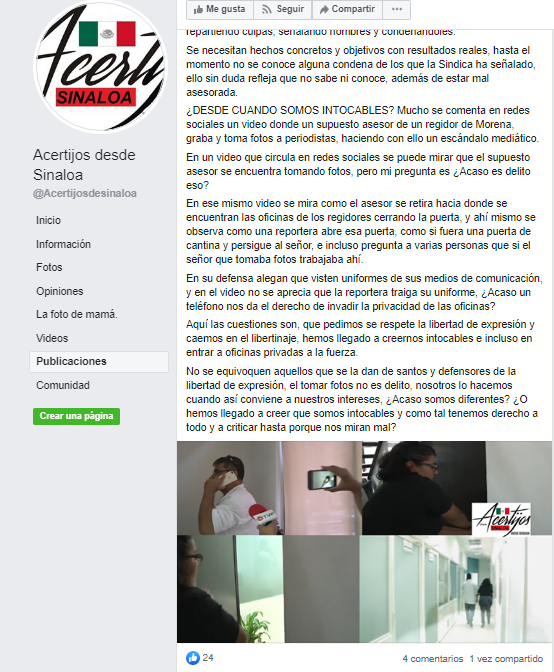 Me gusta
Seguir
Compartir
Acertijos
SINALOA
Acertijos desde
Sinaloa
@Acertijosdesinaloa
Inicio
Información
Fotos
Opiniones
La foto de mamá.
Videos
Publicaciones
Comunidad
Crear una página
repartiendo culpas, señalando nombres y condenándoles.
Se necesitan hechos concretos y objetivos con resultados reales, hasta el
momento no se conoce alguna condena de los que la Sindica ha señalado,
ello sin duda refleja que no sabe ni conoce, además de estar mal
asesorada.
¿DESDE CUANDO SOMOS INTOCABLES? Mucho se comenta en redes
sociales un video donde un supuesto asesor de un regidor de Morena,
graba y toma fotos a periodistas, haciendo con ello un escándalo mediático.
En un video que circula en redes sociales se puede mirar que el supuesto
asesor se encuentra tomando fotos, pero mi pregunta es ¿Acaso es delito
eso?
En ese mismo video se mira como el asesor se retira hacia donde se
encuentran las oficinas de los regidores cerrando la puerta, y ahí mismo se
observa como una reportera abre esa puerta, como si fuera una puerta de
cantina y persigue al señor, e incluso pregunta a varias personas que si el
señor que tomaba fotos trabajaba ahí.
En su defensa alegan que visten uniformes de sus medios de comunicación,
y en el video no se aprecia que la reportera traiga su uniforme, ¿Acaso un
teléfono nos da el derecho de invadir la privacidad de las oficinas?
Aquí las cuestiones son, que pedimos se respete la libertad de expresión y
caemos en el libertinaje, hemos llegado a creernos intocables e incluso en
entrar a oficinas privadas a la fuerza.
No se equivoquen aquellos que se la dan de santos y defensores de la
libertad de expresión, el tomar fotos no es delito, nosotros lo hacemos
cuando así conviene a nuestros intereses, ¿Acaso somos diferentes? ¿O
hemos llegado a creer que somos intocables y como tal tenemos derecho a
todo y a criticar hasta porque nos miran mal?
Acertijos
24
4 comentarios 1 vez compartido